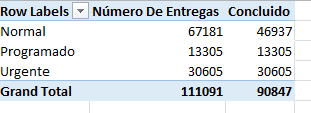 Row Labels Número De Entregas Concluido
Normal 67181 46937
Programado 13305 13305
Urgente 30605 30605
Grand Total 111091 90847